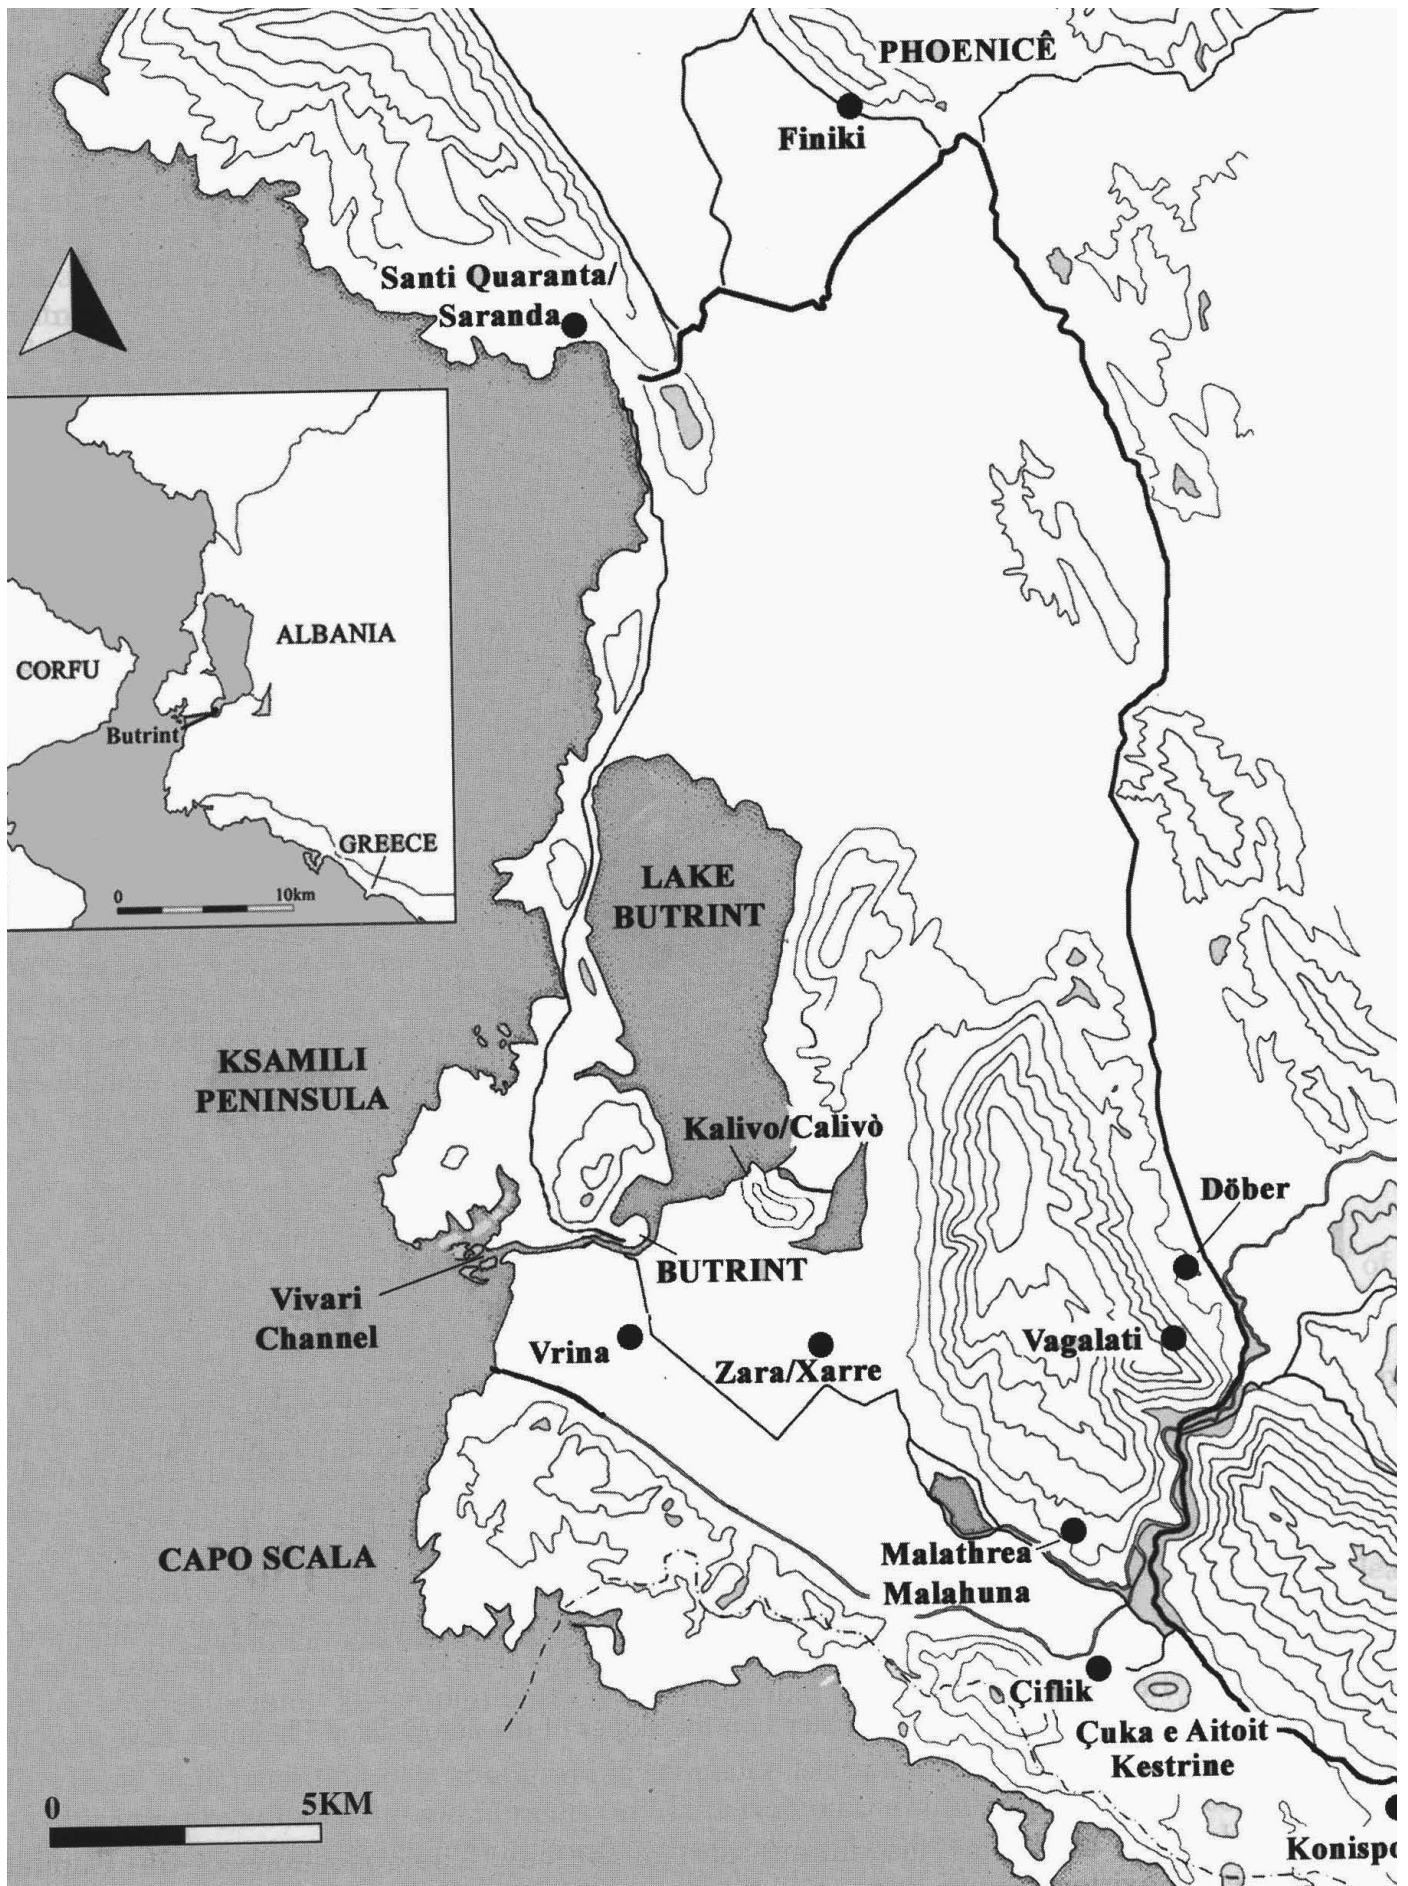 PHOENICÊ
Finiki
Santi Quaranta/
Saranda
ALBANIA
CORFU
Butrint
GREECE
0 10km
LAKE
BUTRINT
KSAMILI
PENINSULA
Kalivo/Calivò
Döber
BUTRINT
Vivari
Channel
Vrina
Vagalati
Zara/Xarre
CAPO SCALA
Malathrea
Malahuna
Çiflik
Çuka e Aitoit
Kestrine
0 5KM
Konispo